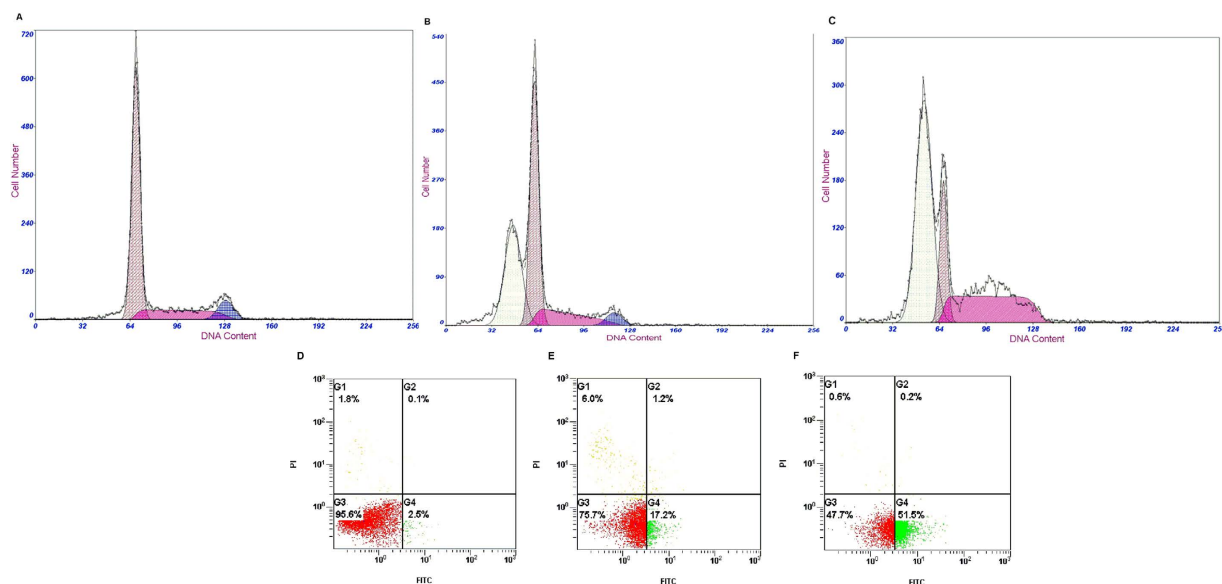 A
720
600
480
360
240
120
0
Cell Number
0 32 64 96 128 160 192 224 256
DNA Content
B
540
450
360
270
180
90
0
Cell Number
0 32 64 96 128 160 192 224 256
DNA Content
C
360
300
240
180
120
60
0
Cell Number
0 32 64 96 128 160 192 224 25
DNA Content
D
10³
10²
10¹
10⁰
PI
G1
1.8%
G2
0.1%
G3
95.6%
G4
2.5%
10⁰ 10¹ 10² 10³
FITC
E
10³
10²
10¹
10⁰
PI
G1
6.0%
G2
1.2%
G3
75.7%
G4
17.2%
10⁰ 10¹ 10² 10³
FITC
F
10³
10²
10¹
10⁰
PI
G1
0.6%
G2
0.2%
G3
47.7%
G4
51.5%
10⁰ 10¹ 10² 10³
FITC